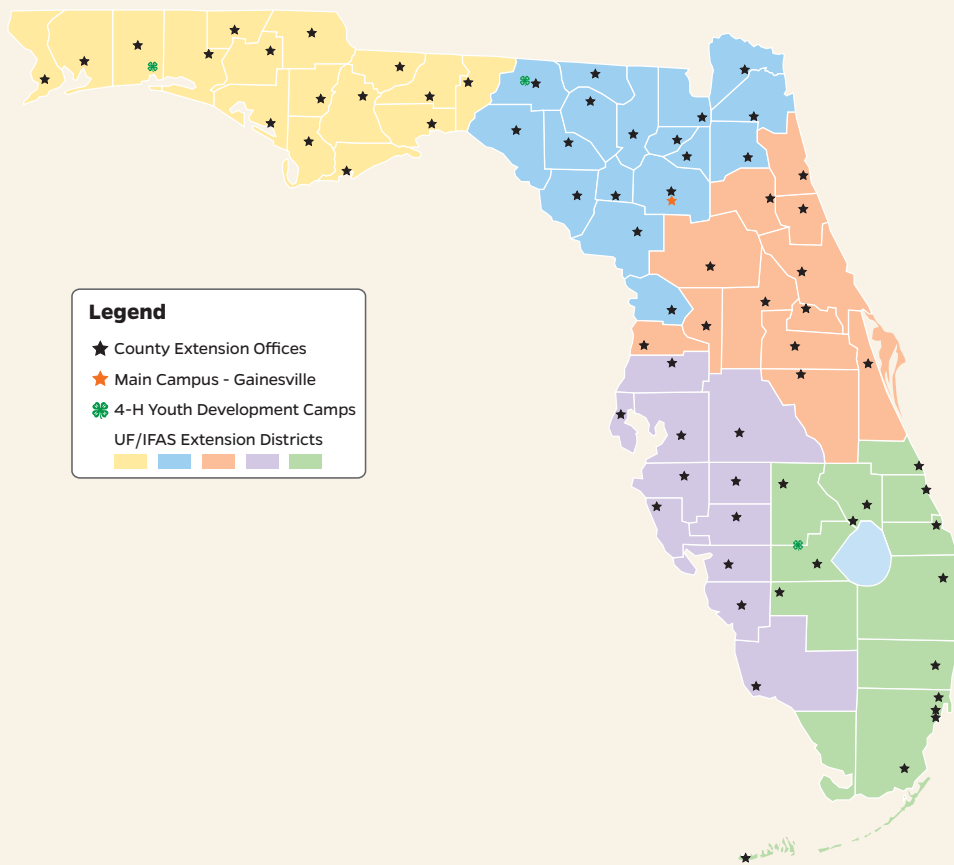 Legend
County Extension Offices
Main Campus - Gainesville
4-H Youth Development Camps
UF/IFAS Extension Districts